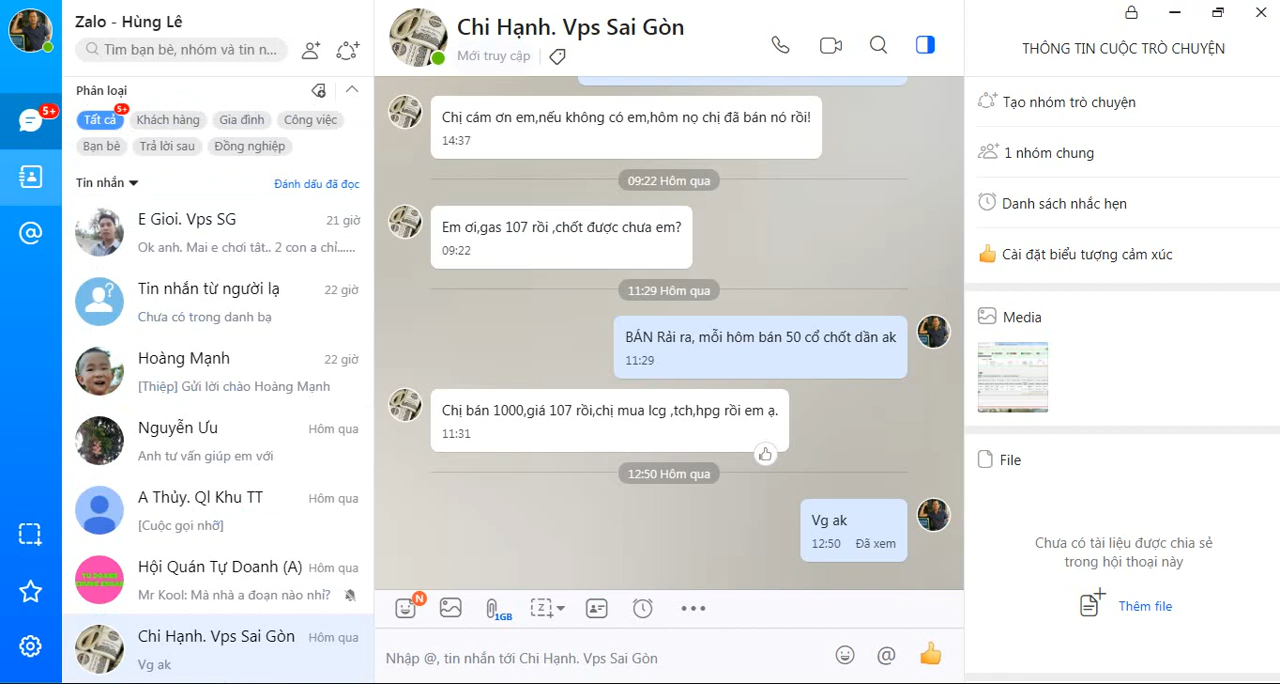 Zalo - Hùng Lê
Tìm bạn bè, nhóm và tin n...
Phân loại
5+
5+
Tất cả
Khách hàng
Gia đình
Công việc
Bạn bè
Trả lời sau
Đồng nghiệp
Tin nhắn
Đánh dấu đã đọc
E Gioi. Vps SG
21 giờ
Ok anh. Mai e chơi tất.. 2 con a chỉ......
Tin nhắn từ người lạ
22 giờ
Chưa có trong danh bạ
Hoàng Mạnh
22 giờ
[Thiệp] Gửi lời chào Hoàng Mạnh
Nguyễn Ưu
Hôm qua
Anh tư vấn giúp em với
A Thủy. Ql Khu TT
Hôm qua
[Cuộc gọi nhỡ]
Hội Quán Tự Doanh (A)
Hôm qua
Mr Kool: Mà nhà a đoạn nào nhỉ?
Chi Hạnh. Vps Sai Gòn
Hôm qua
Vg ak
Chi Hạnh. Vps Sai Gòn
Mới truy cập
Chị cám ơn em,nếu không có em,hôm nọ chị đã bán nó rồi!
14:37
09:22 Hôm qua
Em ơi,gas 107 rồi ,chốt được chưa em?
09:22
11:29 Hôm qua
BÁN Rải ra, mỗi hôm bán 50 cổ chốt dần ak
11:29
Chị bán 1000,giá 107 rồi,chị mua lcg ,tch,hpg rồi em ạ.
11:31
12:50 Hôm qua
Vg ak
12:50 Đã xem
N
1GB
Nhập @, tin nhắn tới Chi Hạnh. Vps Sai Gòn
THÔNG TIN CUỘC TRÒ CHUYỆN
Tạo nhóm trò chuyện
1 nhóm chung
Danh sách nhắc hẹn
Cài đặt biểu tượng cảm xúc
Media
File
Chưa có tài liệu được chia sẻ
trong hội thoại này
Thêm file